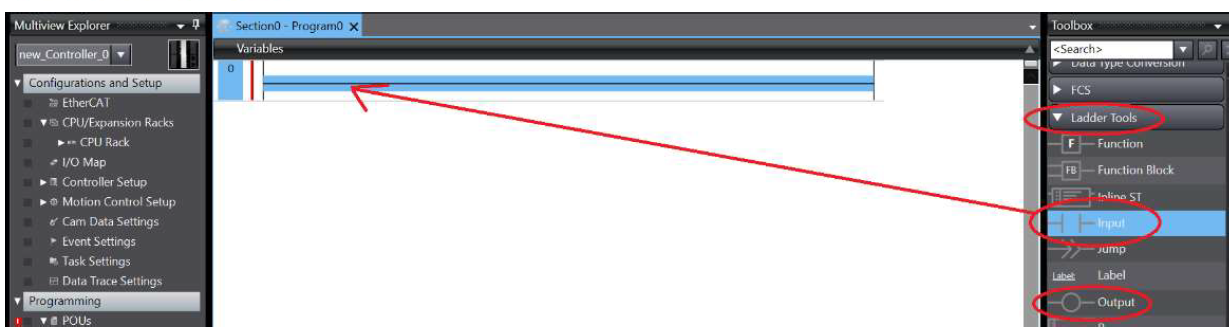 Multiview Explorer
new_Controller_0
Configurations and Setup
EtherCAT
CPU/Expansion Racks
CPU Rack
I/O Map
Controller Setup
Motion Control Setup
Cam Data Settings
Event Settings
Task Settings
Data Trace Settings
Programming
POUs
Section0 - Program0 x
Variables
0
Toolbox
<Search>
Data Type Conversion
FCS
Ladder Tools
F Function
FB Function Block
Inline ST
Input
Jump
Label: Label
Output